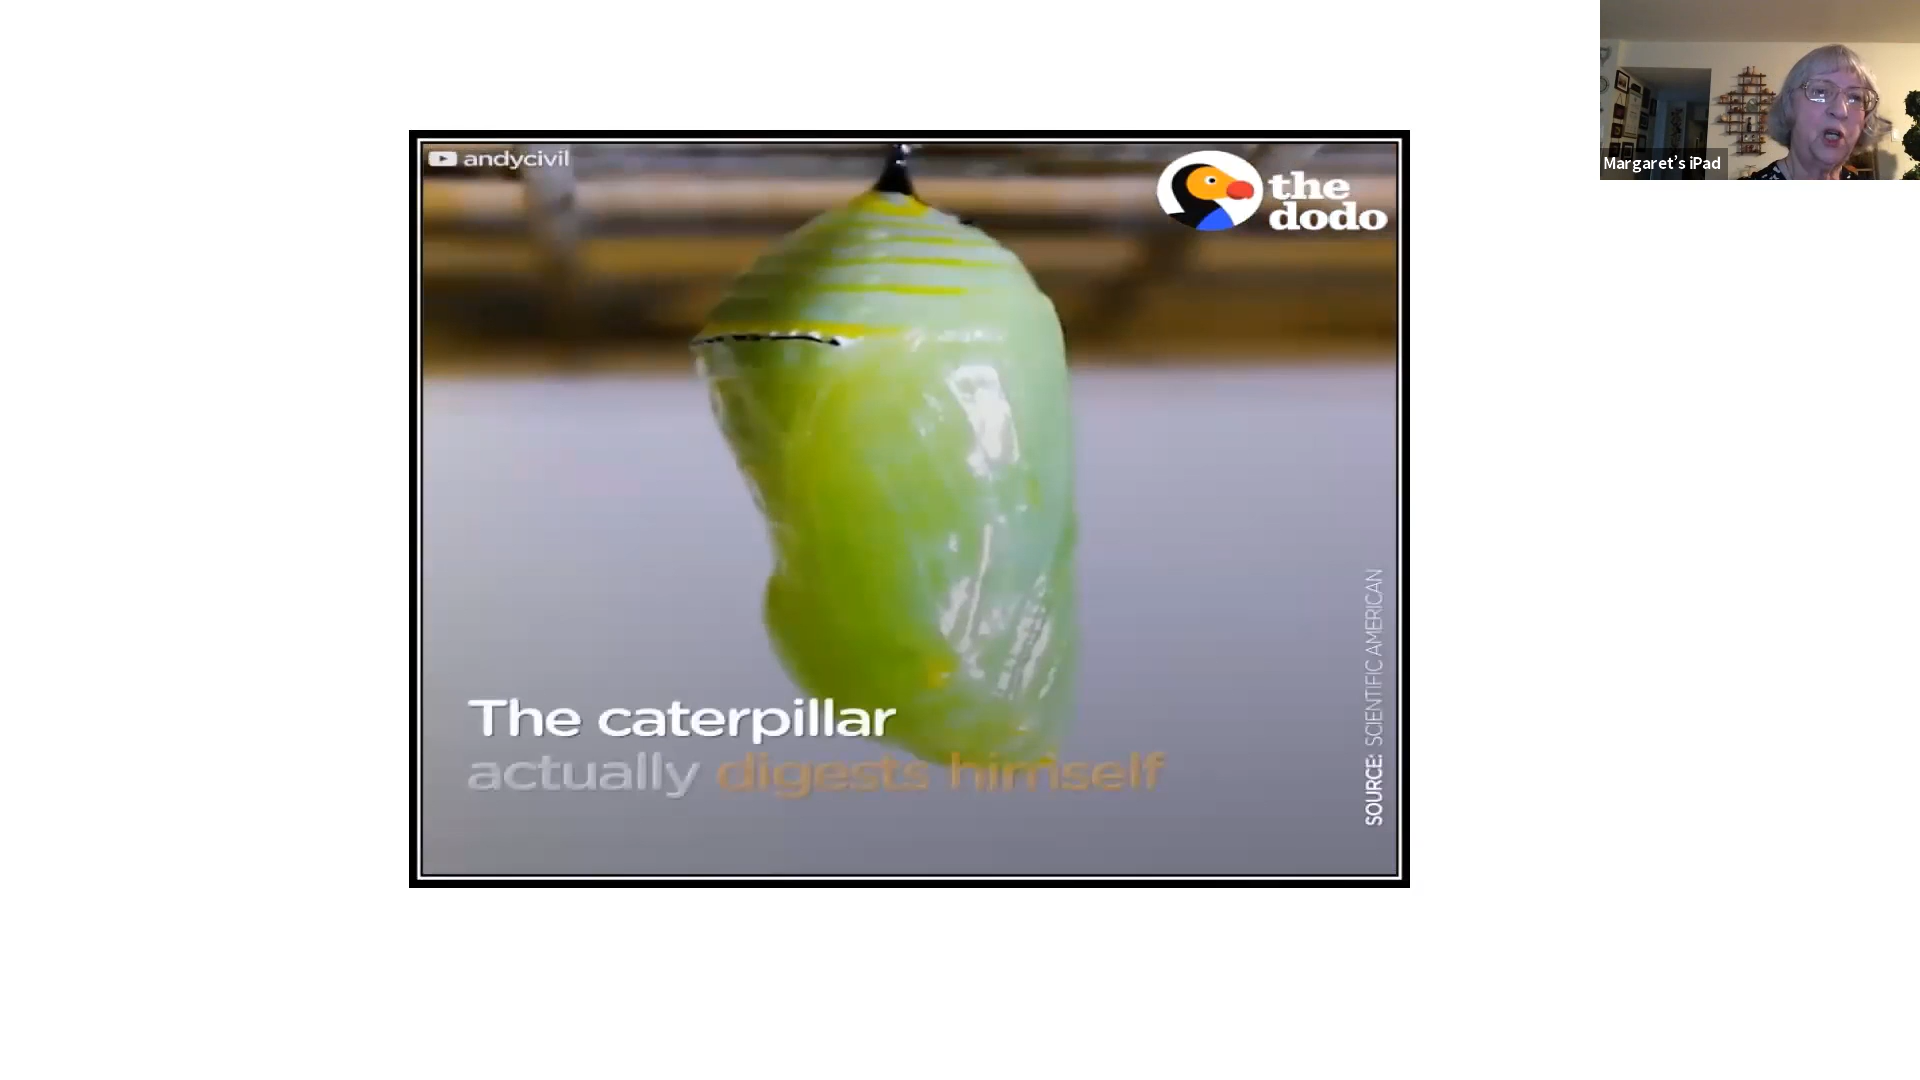 andycivil
the
dodo
Margaret's iPad
The caterpillar
actually digests himself
SOURCE: SCIENTIFIC AMERICAN